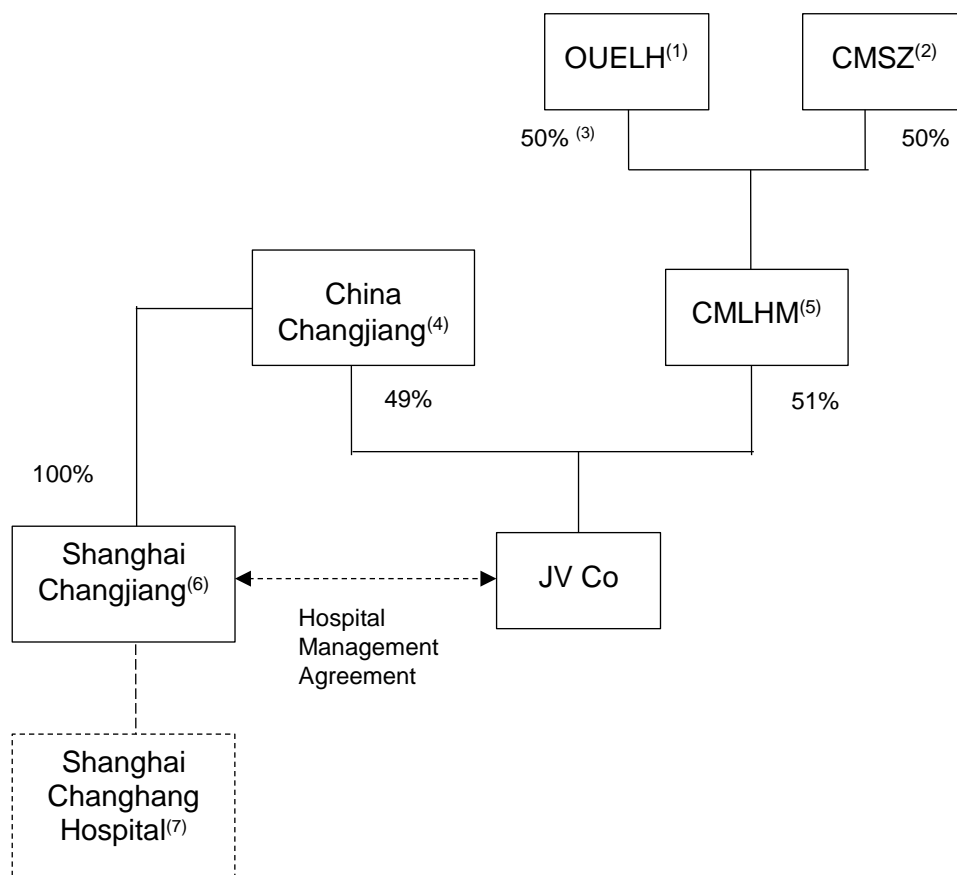 OUELH(1)
CMSZ(2)
50% (3)
50%
China
Changjiang(4)
CMLHM(5)
49%
51%
100%
Shanghai
Changjiang(6)
JV Co
Hospital
Management
Agreement
Shanghai
Changhang
Hospital(7)